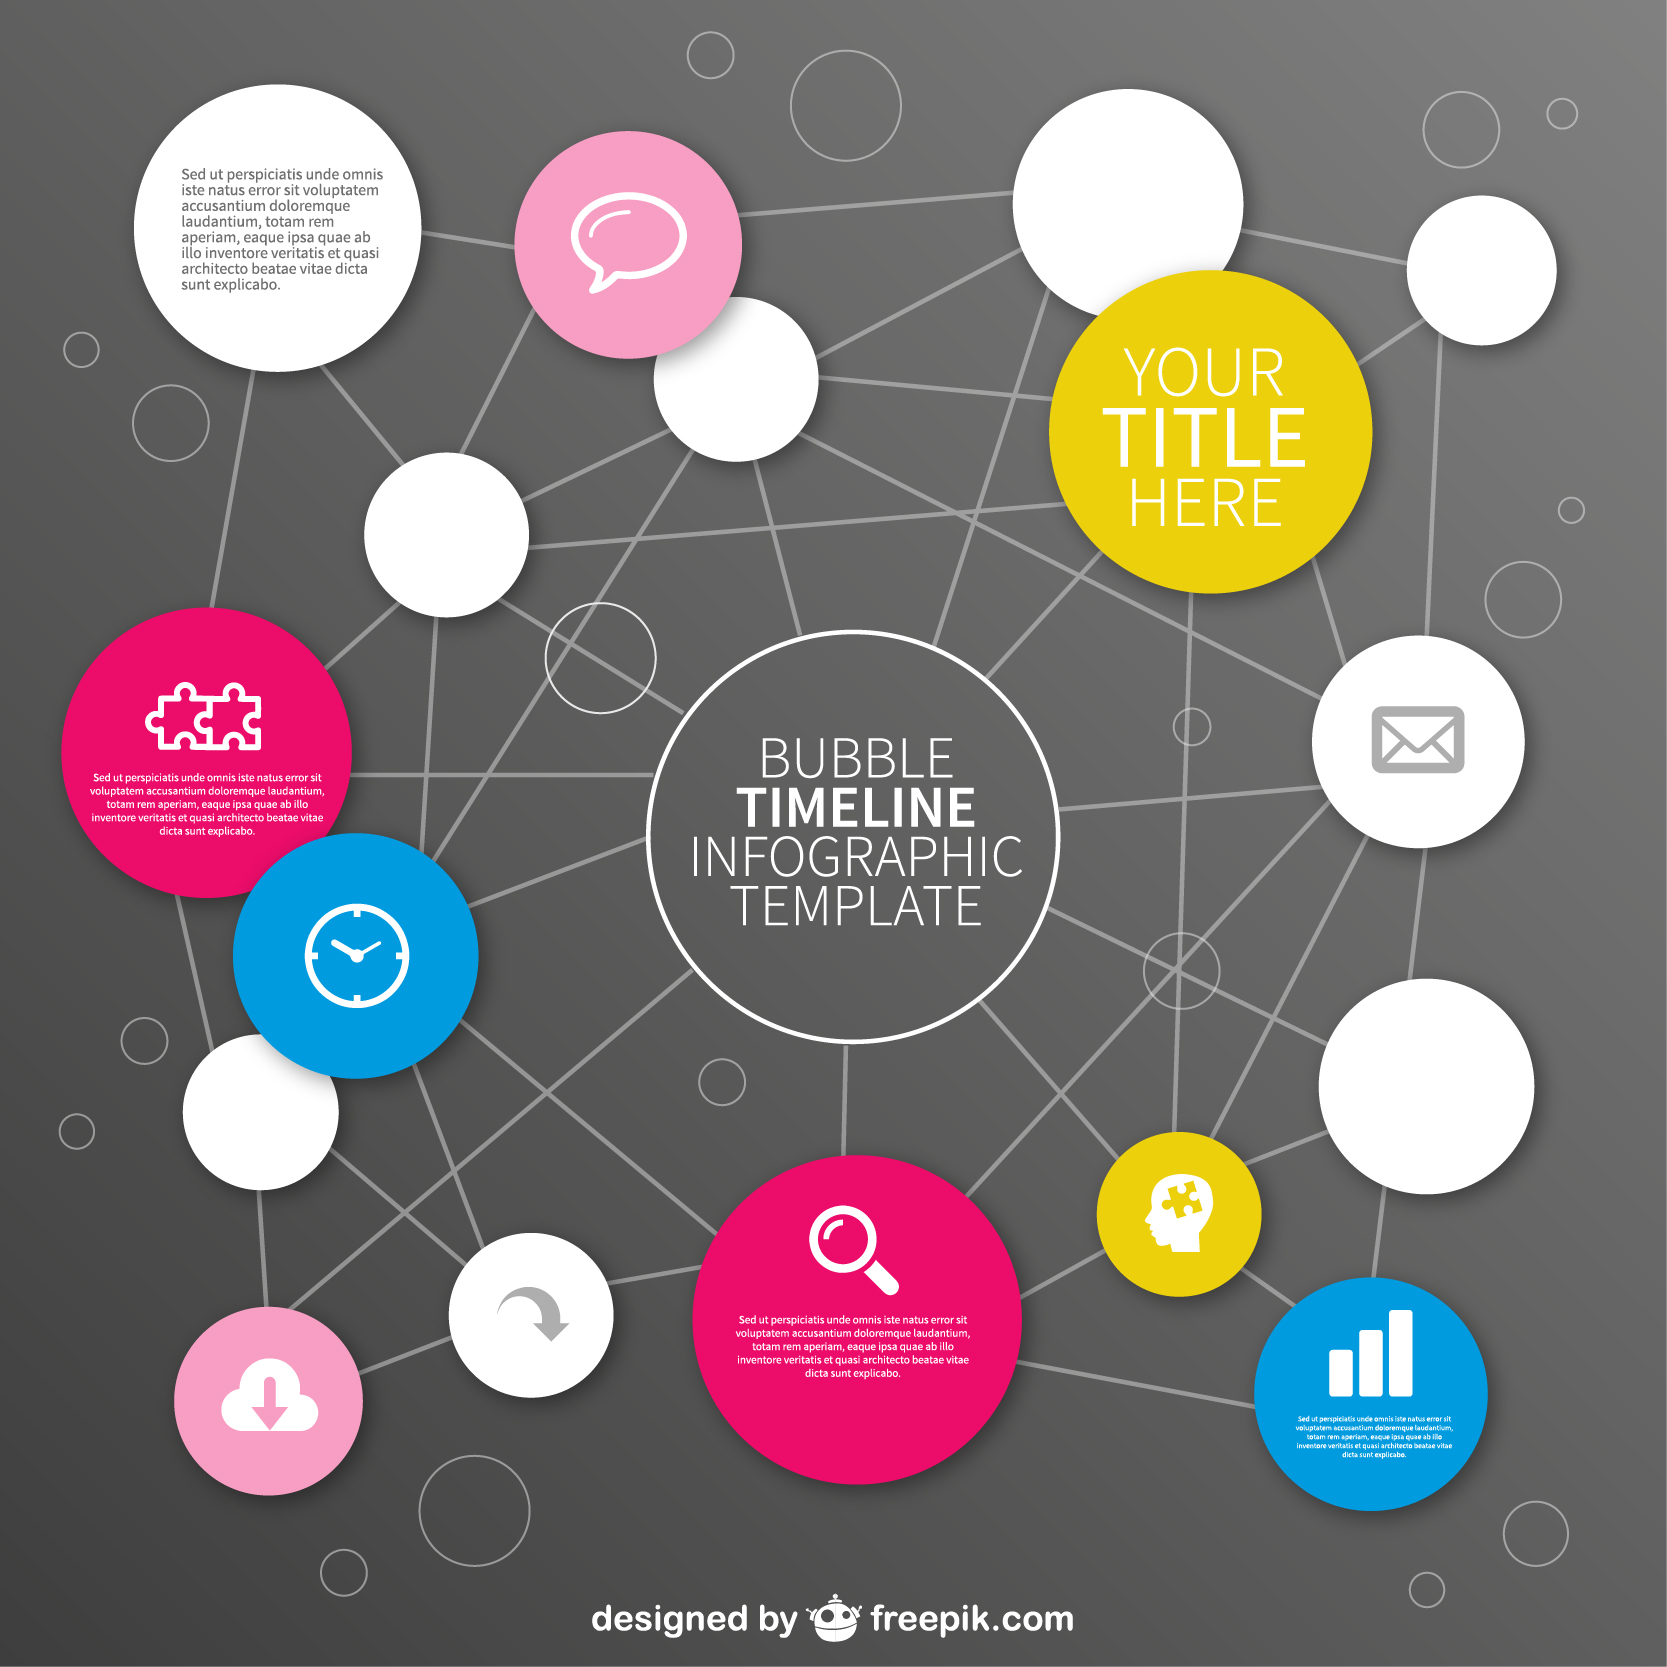 Sed ut perspiciatis unde omnis
iste natus error sit voluptatem
accusantium doloremque
laudantium, totam rem
aperiam, eaque ipsa quae ab
illo inventore veritatis et quasi
architecto beatae vitae dicta
sunt explicabo.
YOUR
TITLE
HERE
Sed ut perspiciatis unde omnis iste natus error sit
voluptatem accusantium doloremque laudantium,
totam rem aperiam, eaque ipsa quae ab illo
inventore veritatis et quasi architecto beatae vitae
dicta sunt explicabo.
BUBBLE
TIMELINE
INFOGRAPHIC
TEMPLATE
Sed ut perspiciatis unde omnis iste natus error sit
voluptatem accusantium doloremque laudantium,
totam rem aperiam, eaque ipsa quae ab illo
inventore veritatis et quasi architecto beatae vitae
dicta sunt explicabo.
Sed ut perspiciatis unde omnis iste natus error sit
voluptatem accusantium doloremque laudantium,
totam rem aperiam, eaque ipsa quae ab illo
inventore veritatis et quasi architecto beatae vitae
dicta sunt explicabo.
designed by freepik.com